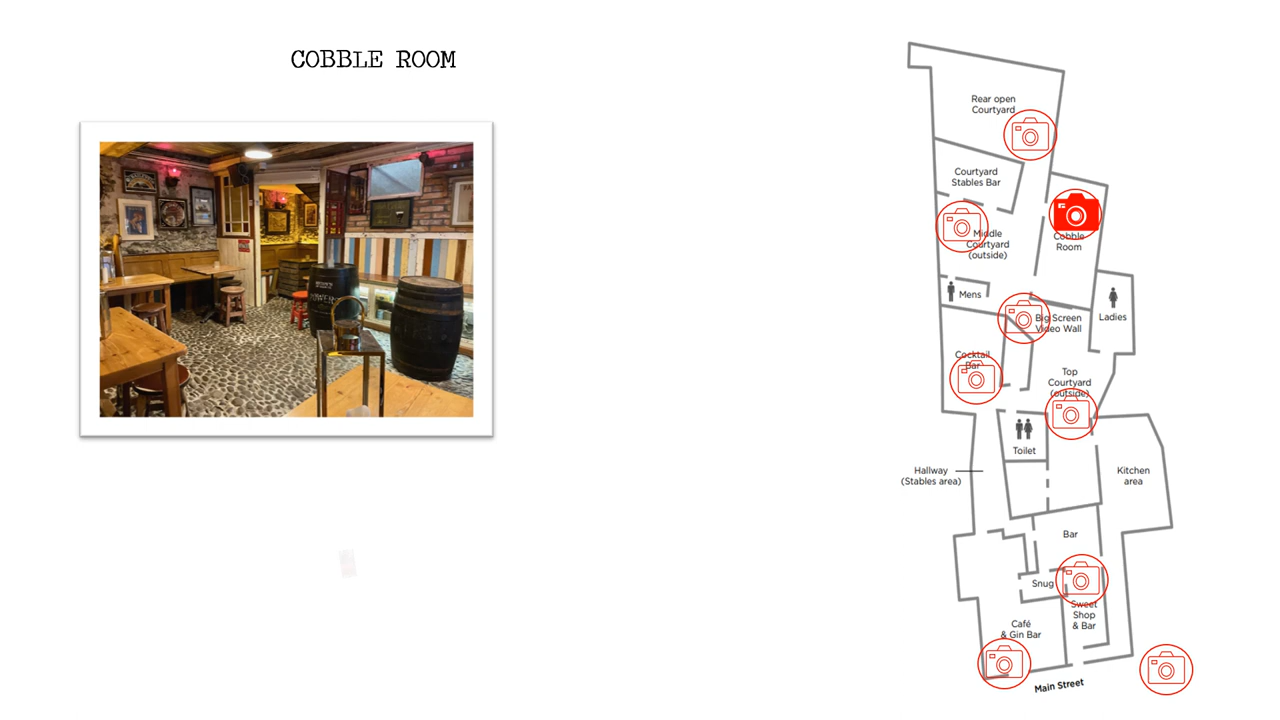 COBBLE ROOM
Rear open
Courtyard
Courtyard
Stables Bar
Middle
Courtyard
(outside)
Cobble
Room
Mens
Ladies
Big Screen
Video Wall
Cocktail
Bar
Top
Courtyard
(outside)
Toilet
Hallway
(Stables area)
Kitchen
area
Bar
Snug
Sweet
Shop
& Bar
Café
& Gin Bar
Main Street